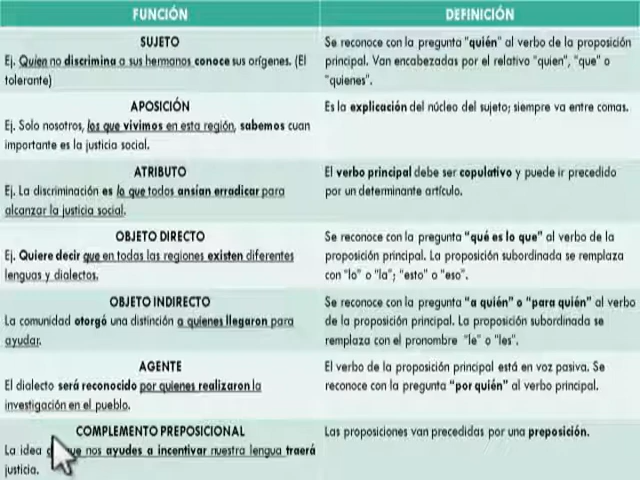 FUNCIÓN
DEFINICIÓN
SUJETO
Ej. Quien no discrimina a sus hermanos conoce sus orígenes. (El
tolerante)
Se reconoce con la pregunta "quién" al verbo de la proposición
principal. Van encabezadas por el relativo "quien", "que" o
"quienes".
APOSICIÓN
Ej. Solo nosotros, los que vivimos en esta región, sabemos cuan
importante es la justicia social.
Es la explicación del núcleo del sujeto; siempre va entre comas.
ATRIBUTO
Ej. La discriminación es lo que todos ansían erradicar para
alcanzar la justicia social.
El verbo principal debe ser copulativo y puede ir precedido
por un determinante artículo.
OBJETO DIRECTO
Ej. Quiere decir que en todas las regiones existen diferentes
lenguas y dialectos.
Se reconoce con la pregunta "qué es lo que" al verbo de la
proposición principal. La proposición subordinada se remplaza
con "lo" o "la"; "esto" o "eso".
OBJETO INDIRECTO
La comunidad otorgó una distinción a quienes llegaron para
ayudar.
Se reconoce con la pregunta "a quién" o "para quién" al verbo
de la proposición principal. La proposición subordinada se
remplaza con el pronombre "le" o "les".
AGENTE
El dialecto será reconocido por quienes realizaron la
investigación en el pueblo.
El verbo de la proposición principal está en voz pasiva. Se
reconoce con la pregunta "por quién" al verbo principal.
COMPLEMENTO PREPOSICIONAL
La idea nos ayudes a incentivar nuestra lengua traerá
justicia.
Las proposiciones van precedidas por una preposición.